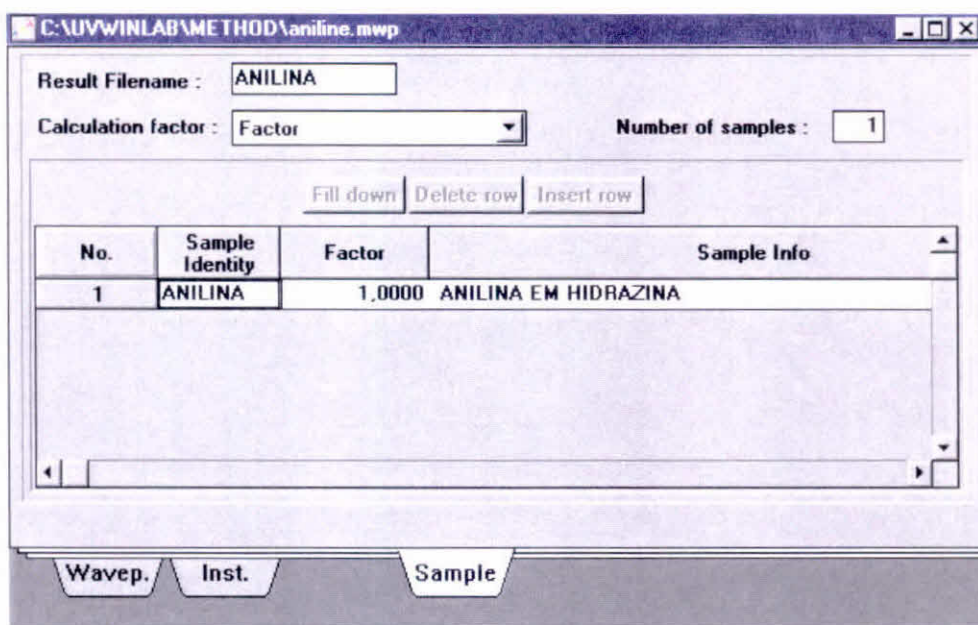 C:\UVWINLAB\METHOD\aniline.mwp
Result Filename : ANILINA
Calculation factor : Factor Number of samples : 1
Fill down Delete row Insert row
No. Sample Identity Factor Sample Info
1 ANILINA 1,0000 ANILINA EM HIDRAZINA
Wavep. Inst. Sample